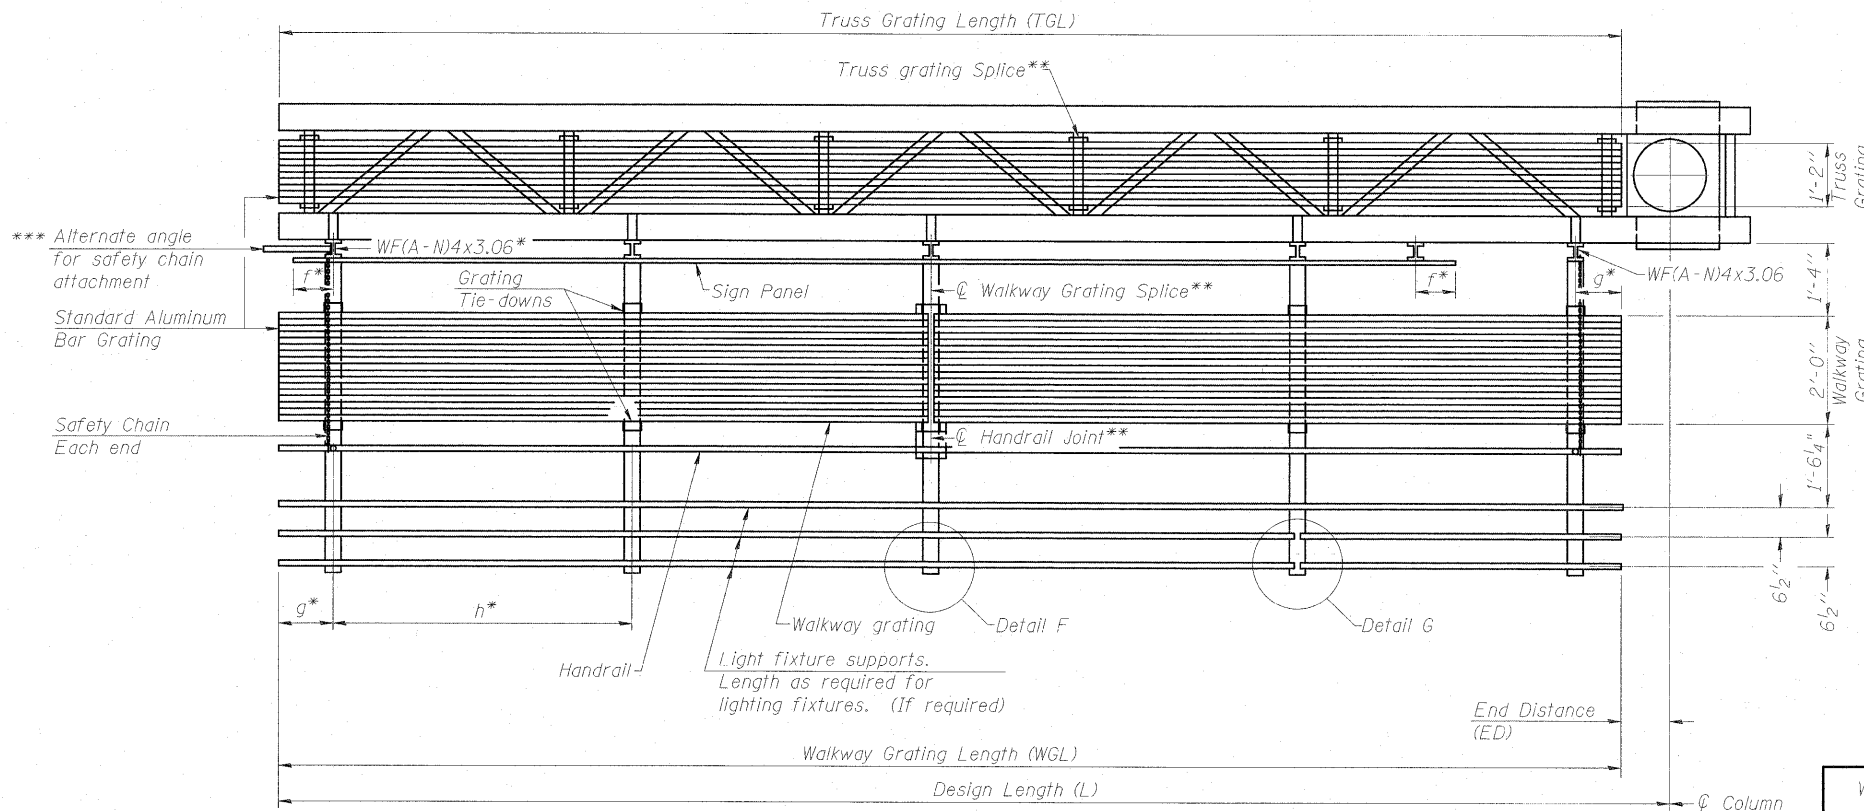 Truss Grating Length (TGL)
Truss grating Splice**
1'-2"
Truss
Grating
*** Alternate angle
for safety chain
attachment
WF(A-N)4x3.06*
f*
Grating
Tie-downs
Sign Panel
℄ Walkway Grating Splice**
f*
g*
WF(A-N)4x3.06
1'-4"
Standard Aluminum
Bar Grating
2'-0"
Walkway
Grating
Safety Chain
Each end
℄ Handrail Joint**
1'-6¼"
6½"
6½"
g*
h*
Walkway grating
Detail F
Detail G
Handrail
Light fixture supports.
Length as required for
lighting fixtures. (If required)
End Distance
(ED)
Walkway Grating Length (WGL)
Design Length (L)
℄ Column